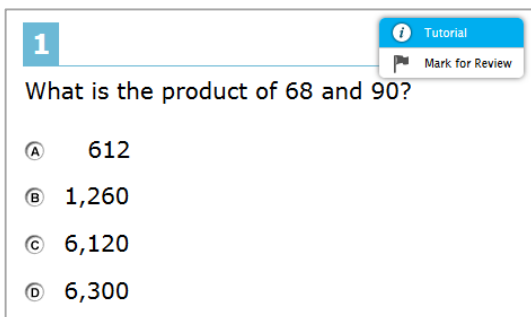 1
Tutorial
Mark for Review
What is the product of 68 and 90?
A 612
B 1,260
C 6,120
D 6,300